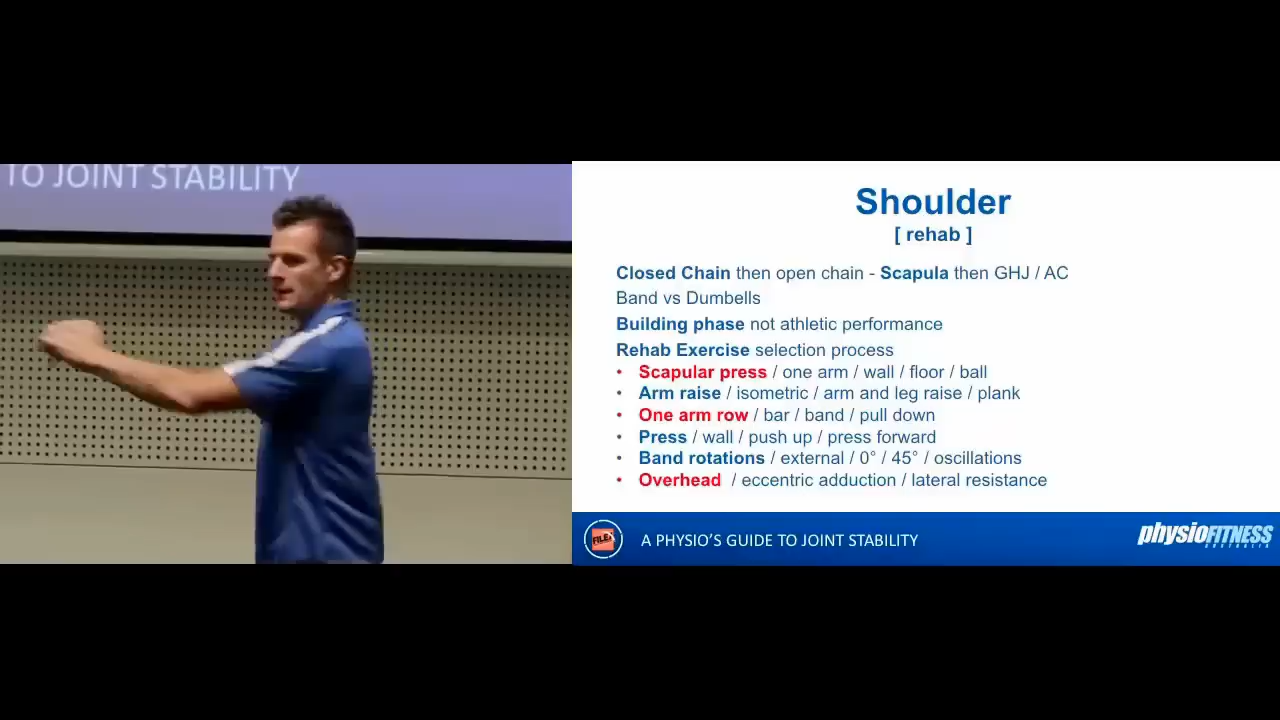 TO JOINT STABILITY
Shoulder
[ rehab ]
Closed Chain then open chain - Scapula then GHJ / AC
Band vs Dumbells
Building phase not athletic performance
Rehab Exercise selection process
• Scapular press / one arm / wall / floor / ball
• Arm raise / isometric / arm and leg raise / plank
• One arm row / bar / band / pull down
• Press / wall / push up / press forward
• Band rotations / external / 0° / 45° / oscillations
• Overhead / eccentric adduction / lateral resistance
FILEX
A PHYSIO'S GUIDE TO JOINT STABILITY
physioFITNESS
AUSTRALIA